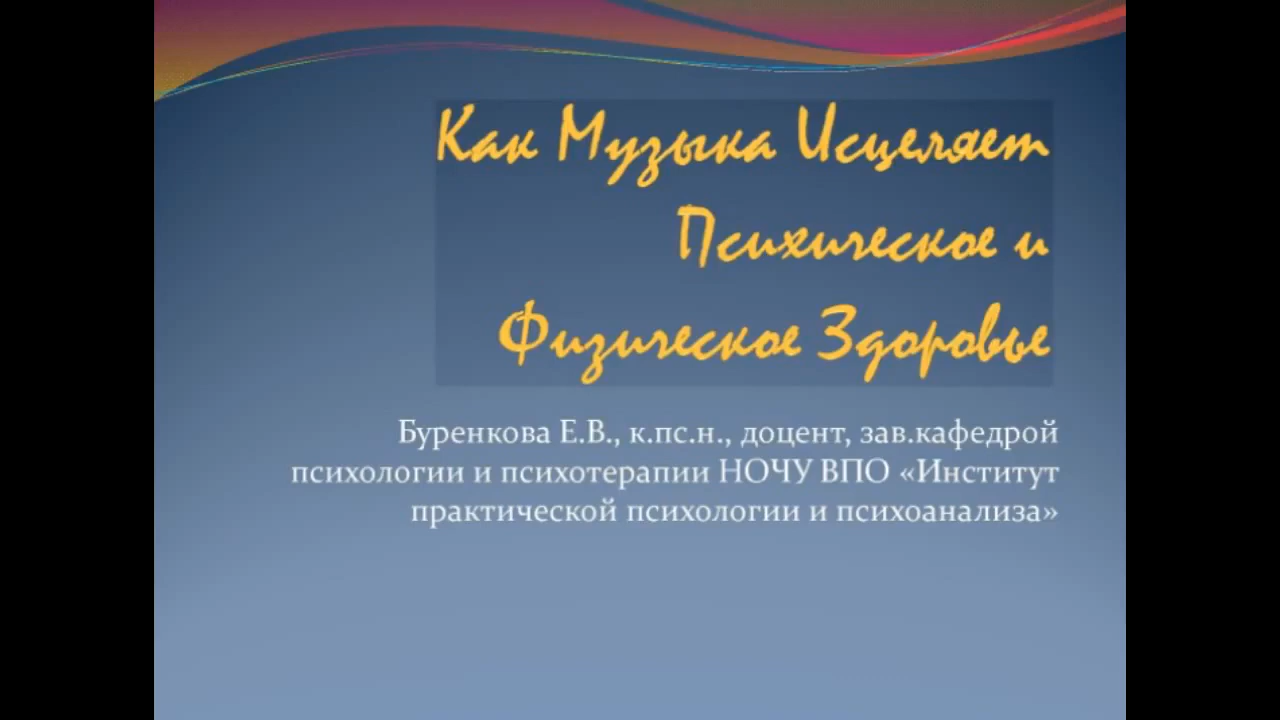 Как Музыка Исцеляет
Психическое и
Физическое Здоровье
Буренкова Е.В., к.пс.н., доцент, зав.кафедрой
психологии и психотерапии НОЧУ ВПО «Институт
практической психологии и психоанализа»